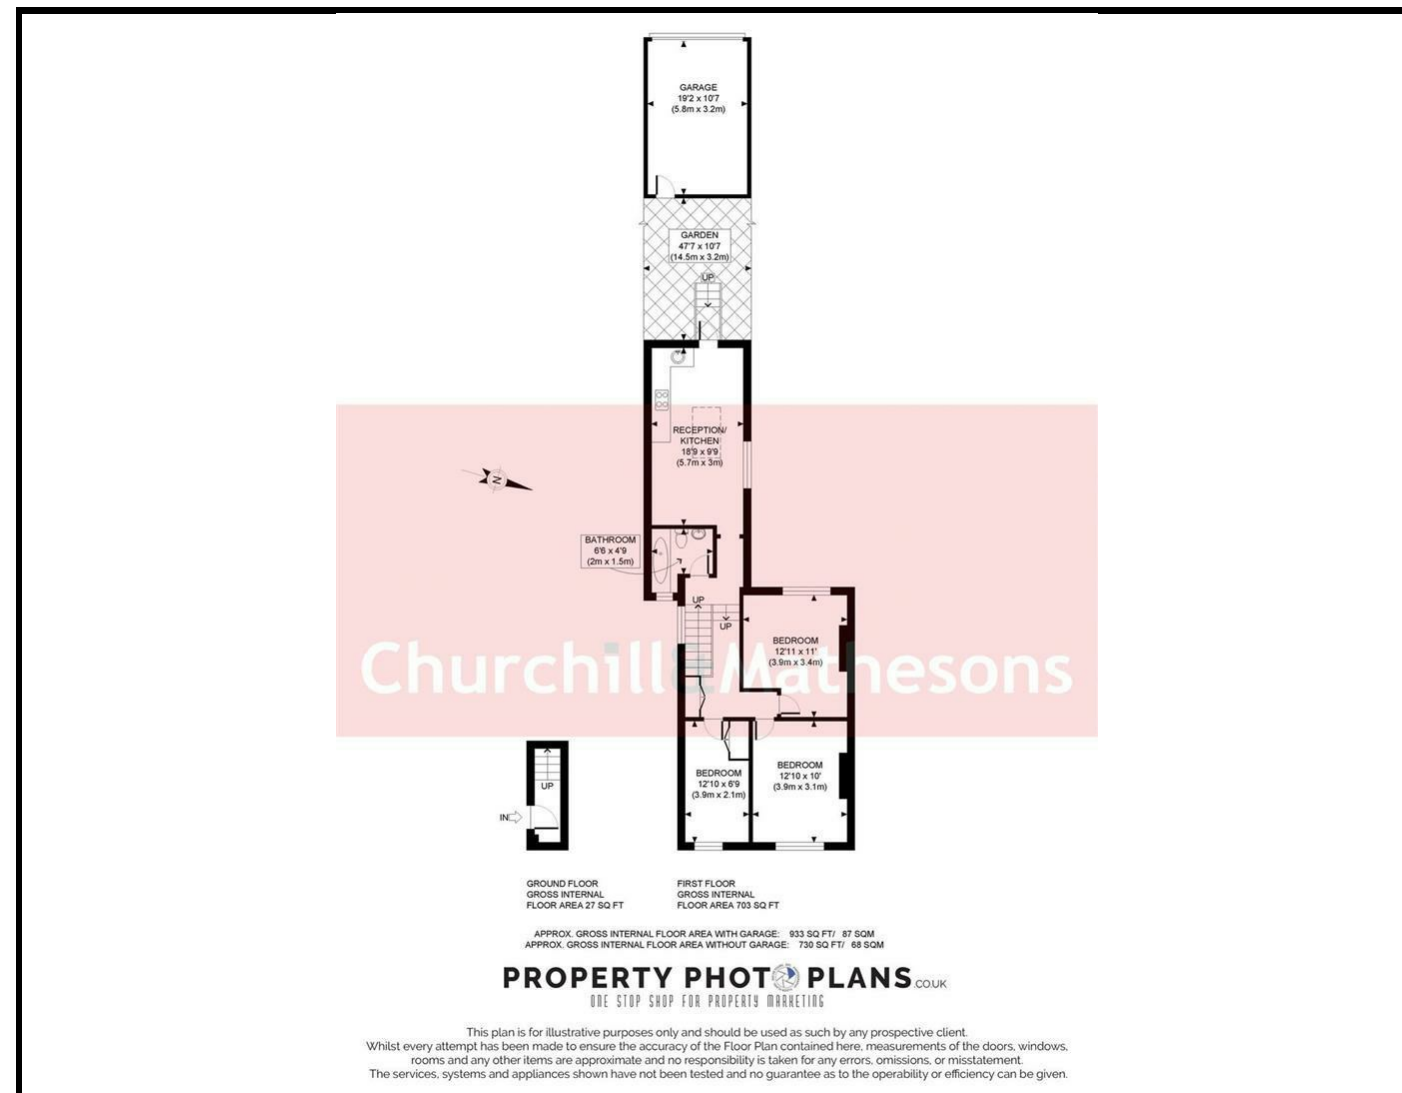 GARAGE
19'2 x 10'7
(5.8m x 3.2m)
GARDEN
47'7 x 10'7
(14.5m x 3.2m)
UP
RECEPTION/
KITCHEN
18'9 x 9'9
(5.7m x 3m)
N
BATHROOM
6'6 x 4'9
(2m x 1.5m)
UP
UP
BEDROOM
12'11 x 11'
(3.9m x 3.4m)
Churchill&Mathesons
BEDROOM
12'10 x 6'9
(3.9m x 2.1m)
BEDROOM
12'10 x 10'
(3.9m x 3.1m)
UP
IN
GROUND FLOOR
GROSS INTERNAL
FLOOR AREA 27 SQ FT
FIRST FLOOR
GROSS INTERNAL
FLOOR AREA 703 SQ FT
APPROX. GROSS INTERNAL FLOOR AREA WITH GARAGE: 933 SQ FT/ 87 SQM
APPROX. GROSS INTERNAL FLOOR AREA WITHOUT GARAGE: 730 SQ FT/ 68 SQM
PROPERTY PHOTO PLANS.CO.UK
ONE STOP SHOP FOR PROPERTY MARKETING
This plan is for illustrative purposes only and should be used as such by any prospective client.
Whilst every attempt has been made to ensure the accuracy of the Floor Plan contained here, measurements of the doors, windows,
rooms and any other items are approximate and no responsibility is taken for any errors, omissions, or misstatement.
The services, systems and appliances shown have not been tested and no guarantee as to the operability or efficiency can be given.